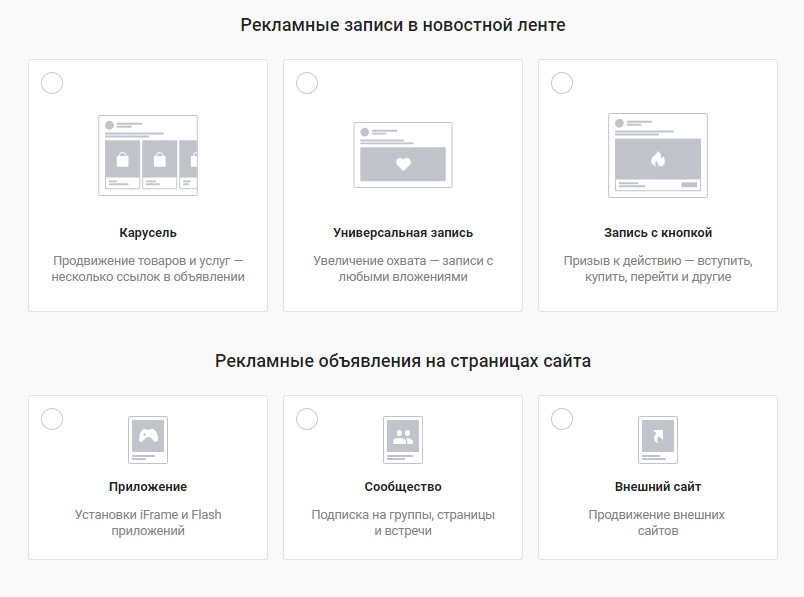 Рекламные записи в новостной ленте
Карусель
Продвижение товаров и услуг —
несколько ссылок в объявлении
Универсальная запись
Увеличение охвата — записи с
любыми вложениями
Запись с кнопкой
Призыв к действию — вступить,
купить, перейти и другие
Рекламные объявления на страницах сайта
Приложение
Установки iFrame и Flash
приложений
Сообщество
Подписка на группы, страницы
и встречи
Внешний сайт
Продвижение внешних
сайтов